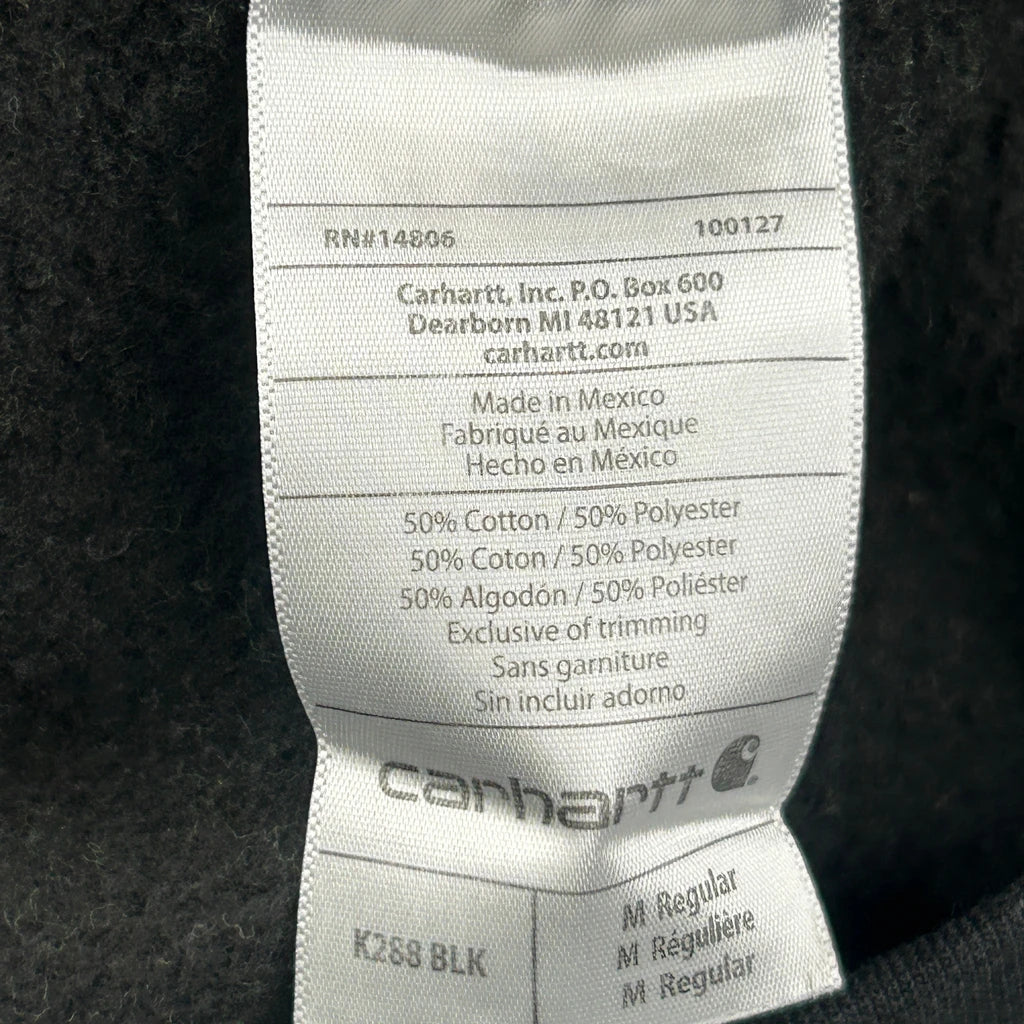 RN#14806 100127
Carhartt, Inc. P.O. Box 600
Dearborn MI 48121 USA
carhartt.com
Made in Mexico
Fabriqué au Mexique
Hecho en México
50% Cotton / 50% Polyester
50% Coton / 50% Polyester
50% Algodón / 50% Poliéster
Exclusive of trimming
Sans garniture
Sin incluir adorno
carhartt
K288 BLK
M Regular
M Régulière
M Regular